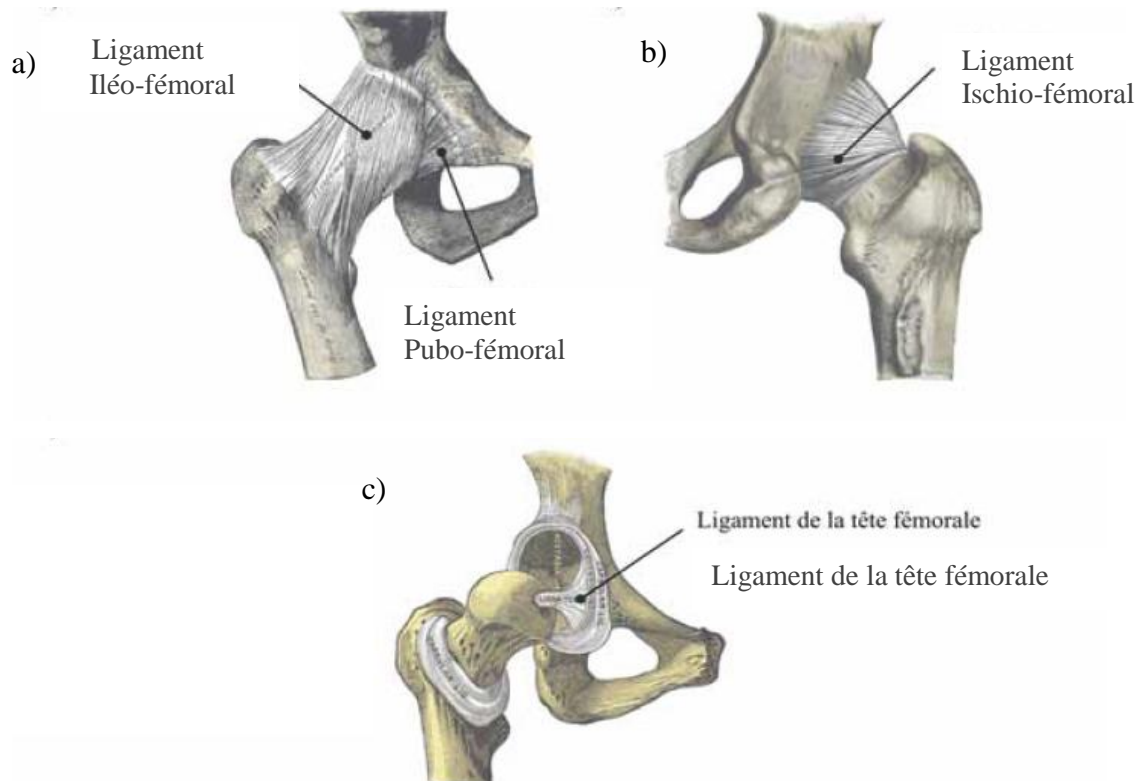 a)
Ligament
Iléo-fémoral
b)
Ligament
Ischio-fémoral
Ligament
Pubo-fémoral
c)
Ligament de la tête fémorale
Ligament de la tête fémorale